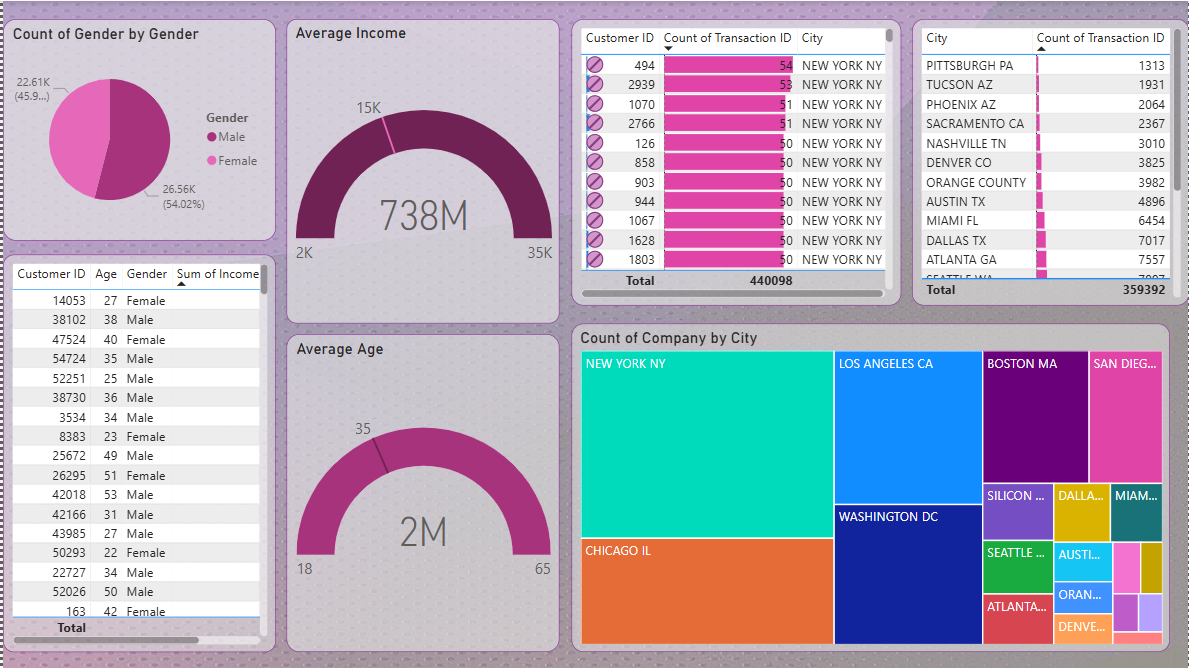 Count of Gender by Gender
22.61K
(45.9...)
Gender
Male
Female
26.56K
(54.02%)
Average Income
15K
738M
2K
35K
Customer ID Count of Transaction ID City
494 54 NEW YORK NY
2939 53 NEW YORK NY
1070 51 NEW YORK NY
2766 51 NEW YORK NY
126 50 NEW YORK NY
858 50 NEW YORK NY
903 50 NEW YORK NY
944 50 NEW YORK NY
1067 50 NEW YORK NY
1628 50 NEW YORK NY
1803 50 NEW YORK NY
Total 440098
City Count of Transaction ID
PITTSBURGH PA 1313
TUCSON AZ 1931
PHOENIX AZ 2064
SACRAMENTO CA 2367
NASHVILLE TN 3010
DENVER CO 3825
ORANGE COUNTY 3982
AUSTIN TX 4896
MIAMI FL 6454
DALLAS TX 7017
ATLANTA GA 7557
SEATTLE WA 7997
Total 359392
Customer ID Age Gender Sum of Income
14053 27 Female
38102 38 Male
47524 40 Female
54724 35 Male
52251 25 Male
38730 36 Male
3534 34 Male
8383 23 Female
25672 49 Male
26295 51 Female
42018 53 Male
42166 31 Male
43985 27 Male
50293 22 Female
22727 34 Male
52026 50 Male
163 42 Female
Total
Average Age
35
2M
18
65
Count of Company by City
NEW YORK NY
CHICAGO IL
LOS ANGELES CA
WASHINGTON DC
BOSTON MA
SAN DIEG...
SILICON ...
DALLA...
MIAM...
SEATTLE ...
AUSTI...
ORAN...
ATLANTA...
DENVE...